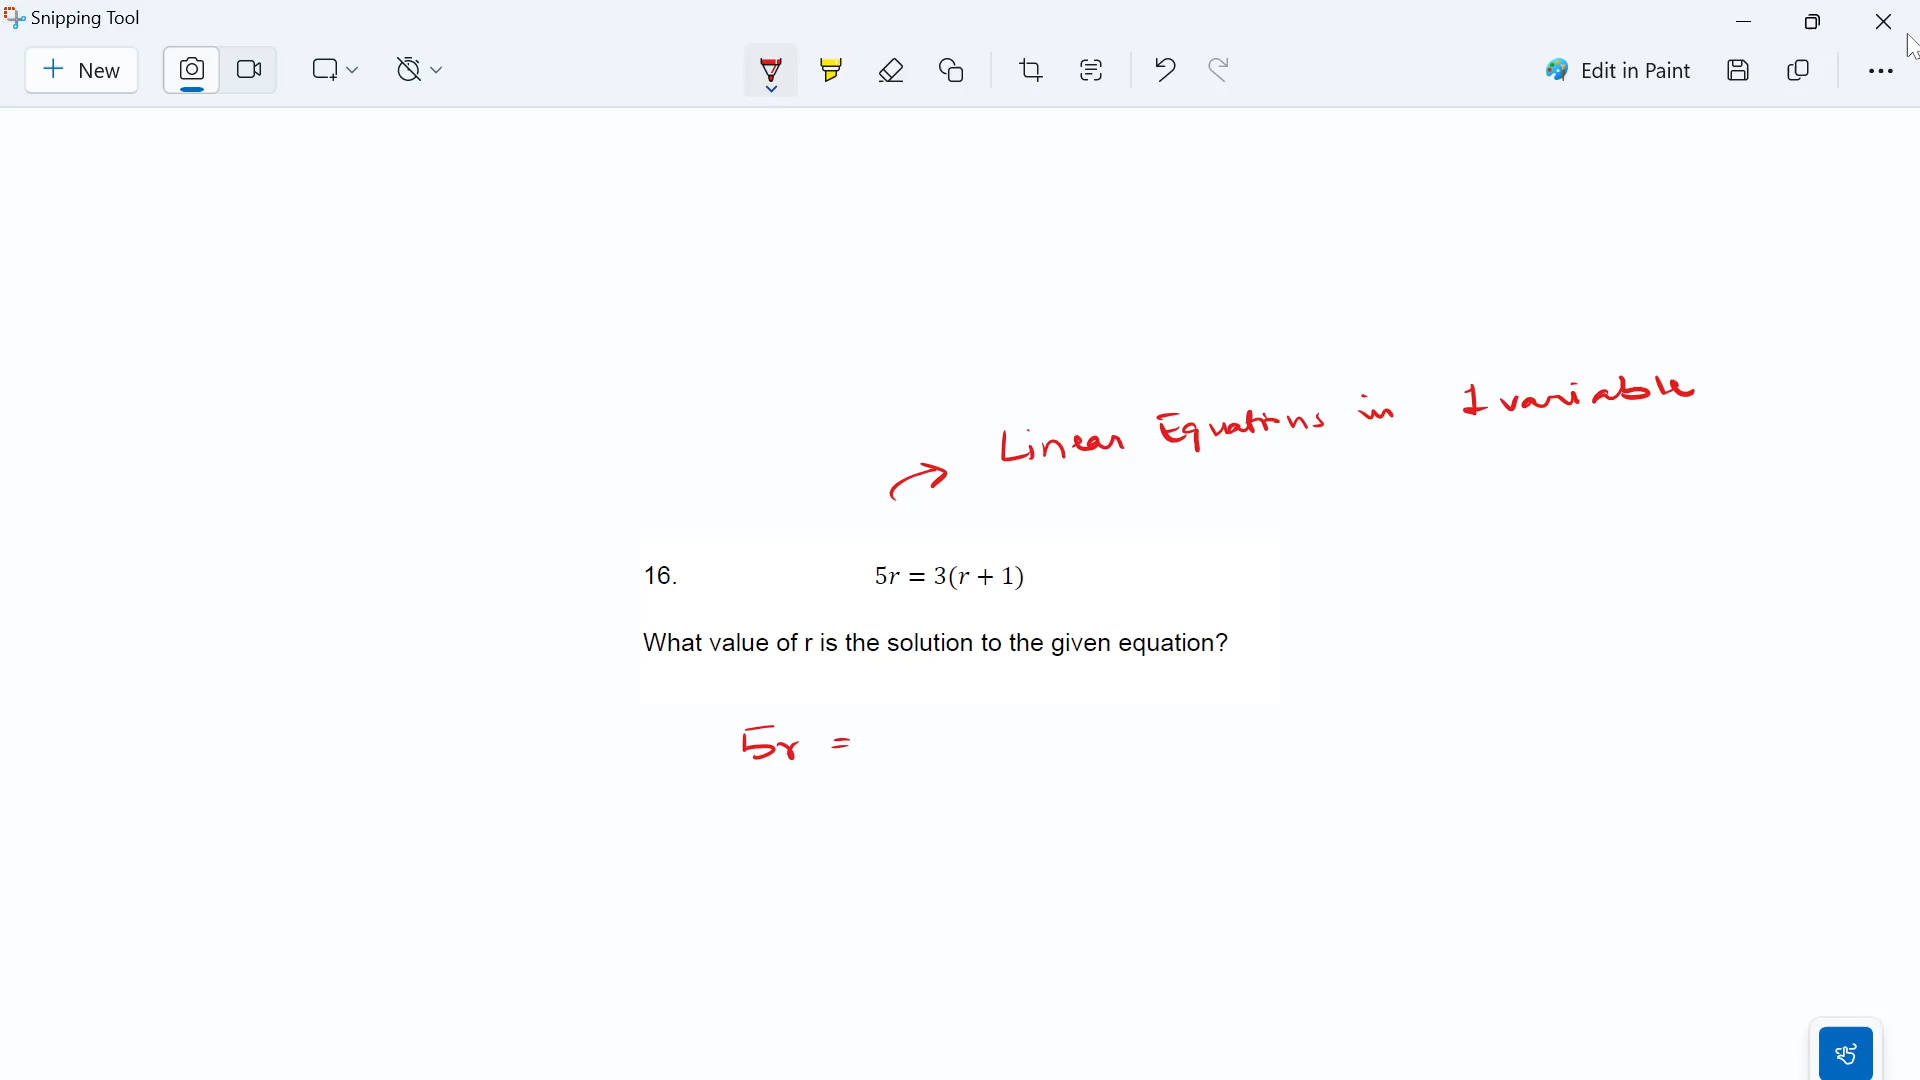 Snipping Tool
New
Edit in Paint
Linear Equations in 1 variable
16. 5r = 3(r + 1)
What value of r is the solution to the given equation?
5r =